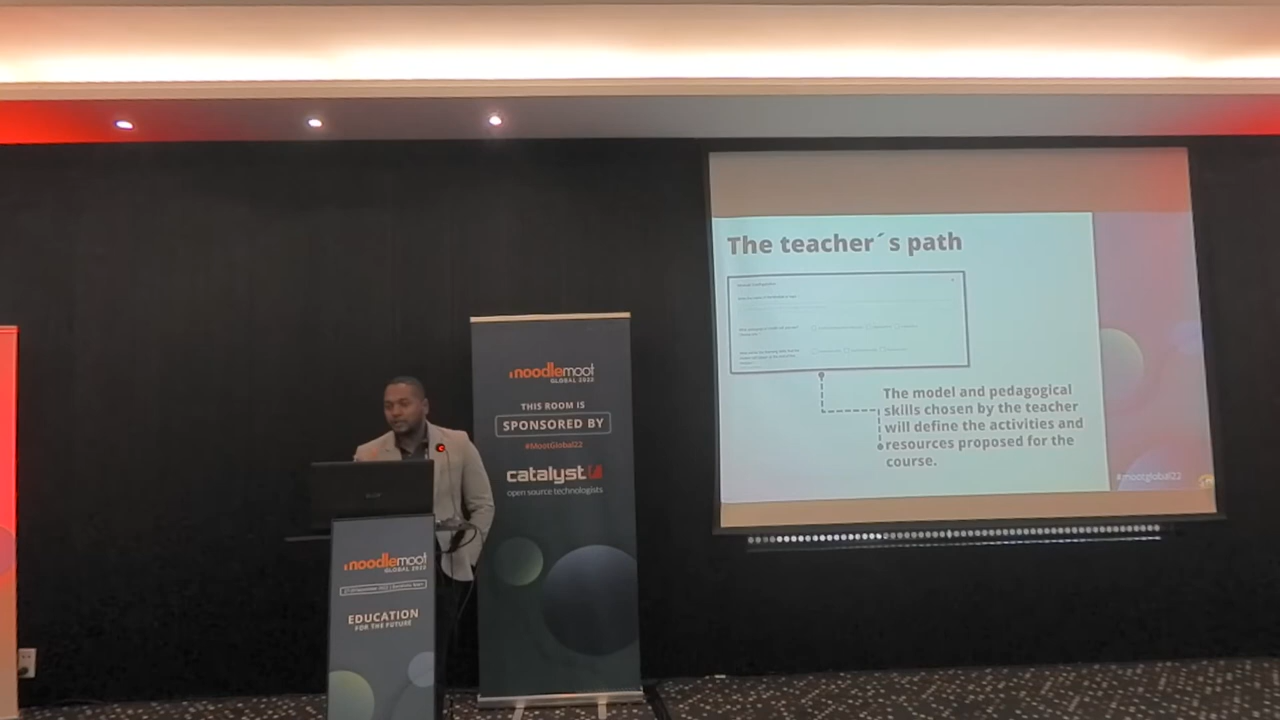 The teacher´s path
The model and pedagogical
skills chosen by the teacher
will define the activities and
resources proposed for the
course.
#mootglobal22
noodlemoot
GLOBAL 2022
THIS ROOM IS
SPONSORED BY
#MootGlobal22
catalyst
open source technologists
noodlemoot
GLOBAL 2022
EDUCATION
FOR THE FUTURE